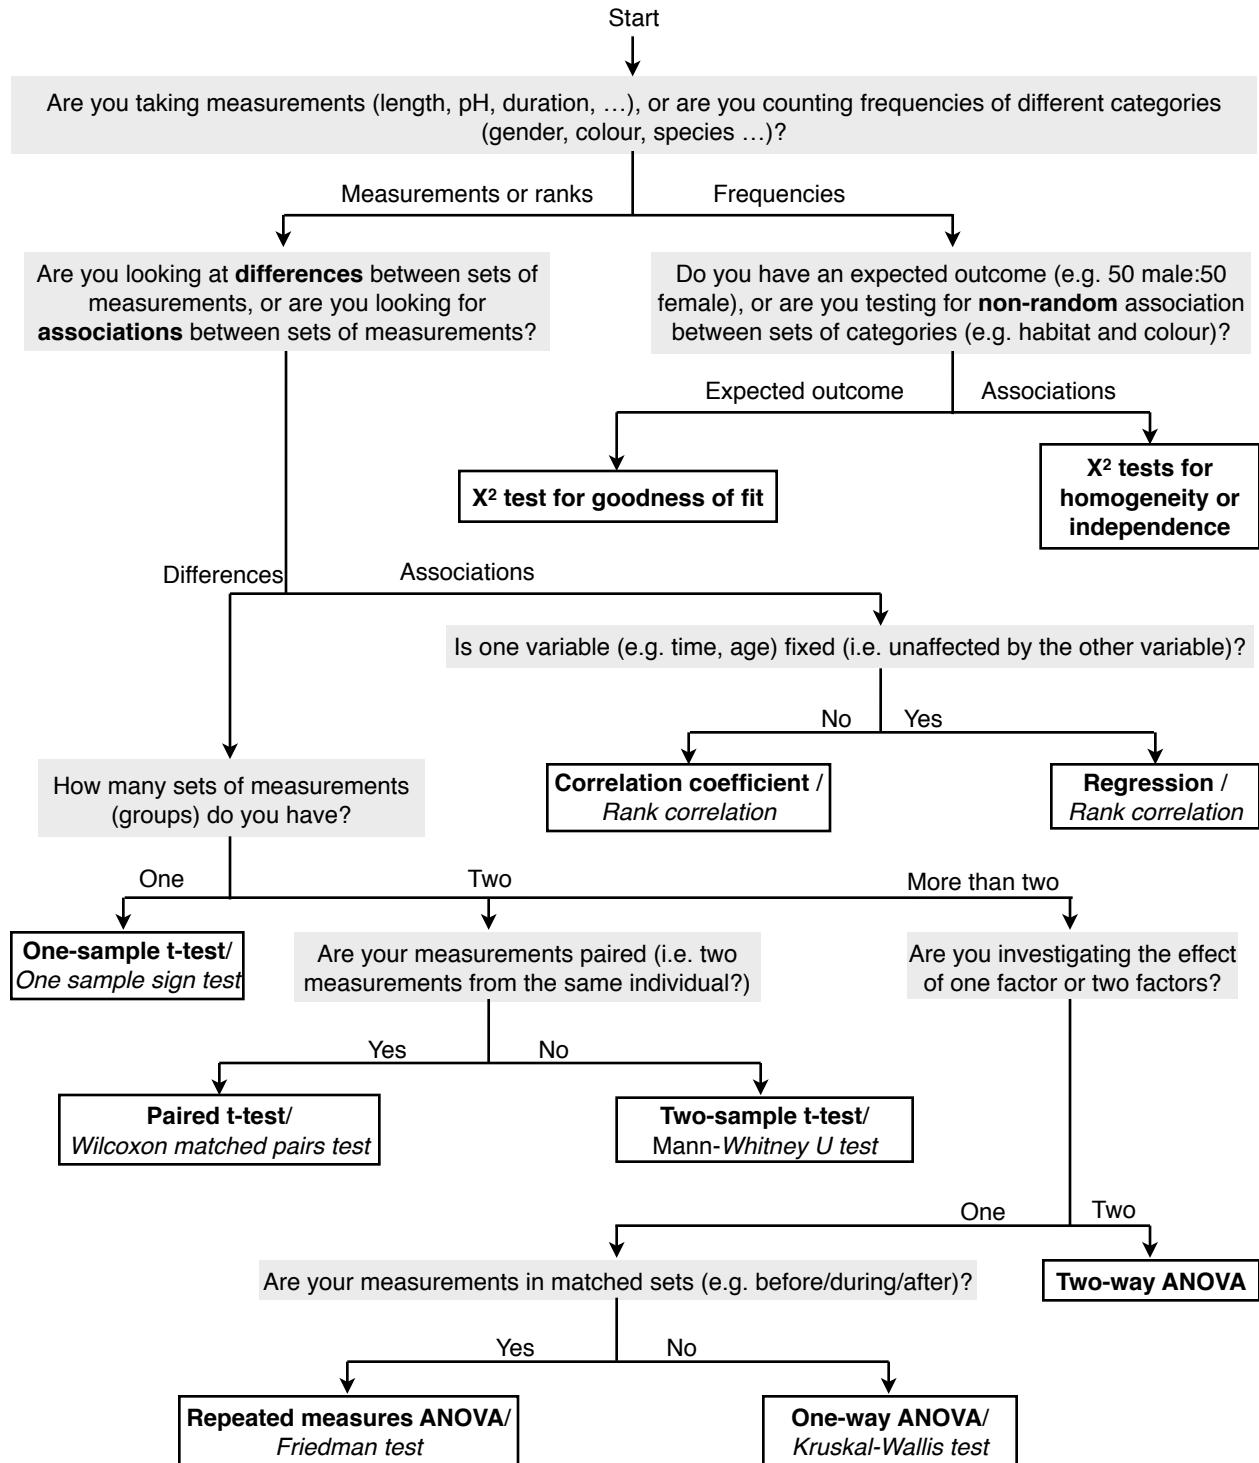 Start
Are you taking measurements (length, pH, duration, …), or are you counting frequencies of different categories
(gender, colour, species …)?
Measurements or ranks
Frequencies
Are you looking at differences between sets of
measurements, or are you looking for
associations between sets of measurements?
Do you have an expected outcome (e.g. 50 male:50
female), or are you testing for non-random association
between sets of categories (e.g. habitat and colour)?
Expected outcome
Associations
X² test for goodness of fit
X² tests for
homogeneity or
independence
Differences
Associations
Is one variable (e.g. time, age) fixed (i.e. unaffected by the other variable)?
No
Yes
Correlation coefficient /
Rank correlation
Regression /
Rank correlation
How many sets of measurements
(groups) do you have?
One
Two
More than two
One-sample t-test/
One sample sign test
Are your measurements paired (i.e. two
measurements from the same individual?)
Are you investigating the effect
of one factor or two factors?
Yes
No
Paired t-test/
Wilcoxon matched pairs test
Two-sample t-test/
Mann-Whitney U test
One
Two
Are your measurements in matched sets (e.g. before/during/after)?
Two-way ANOVA
Yes
No
Repeated measures ANOVA/
Friedman test
One-way ANOVA/
Kruskal-Wallis test